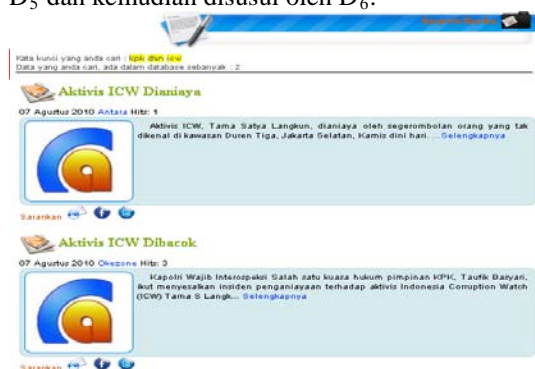 D5 dan kemudian disusul oleh D6.
Search Berita
Kata kunci yang anda cari : kpk dan icw
Data yang anda cari, ada dalam database sebanyak : 2
Aktivis ICW Dianiaya
07 Agustus 2010 Antara Hits: 1
Aktivis ICW, Tama Satya Langkun, dianiaya oleh segerombolan orang yang tak
dikenal di kawasan Duren Tiga, Jakarta Selatan, Kamis dini hari. ...Selengkapnya
Sarankan
Aktivis ICW Dibacok
07 Agustus 2010 Okezone Hits: 3
Kapolri Wajib Interospeksi Salah satu kuasa hukum pimpinan KPK, Taufik Basyari,
ikut menyesalkan insiden penganiayaan terhadap aktivis Indonesia Corruption Watch
(ICW) Tama S Langk... Selengkapnya
Sarankan